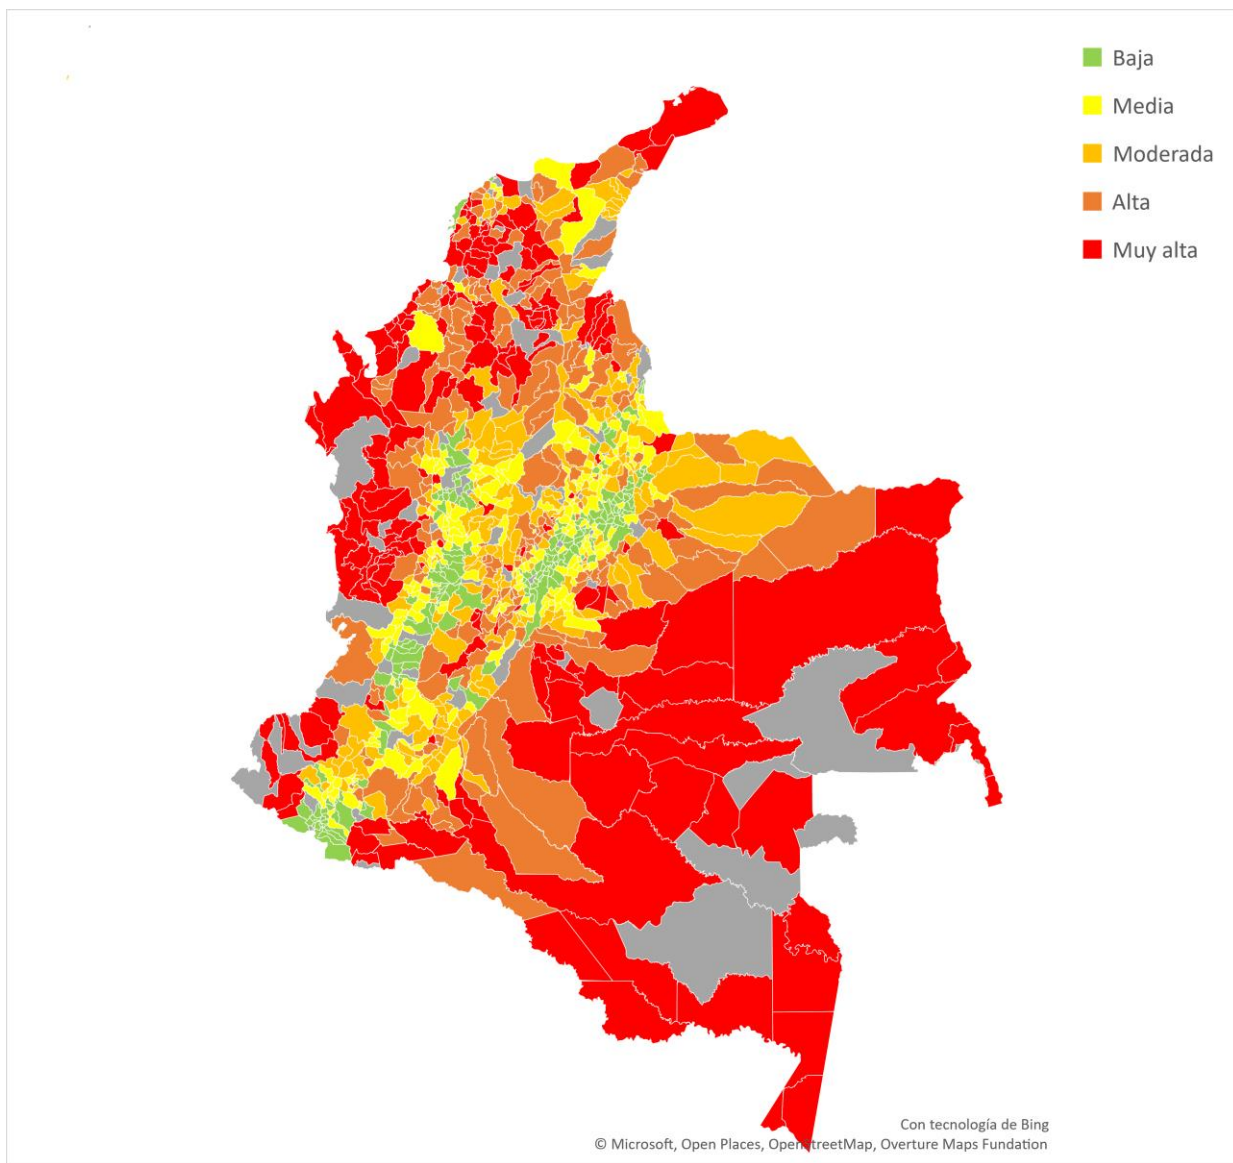 Baja
Media
Moderada
Alta
Muy alta
Con tecnología de Bing
© Microsoft, Open Places, OpenStreetMap, Overture Maps Fundation